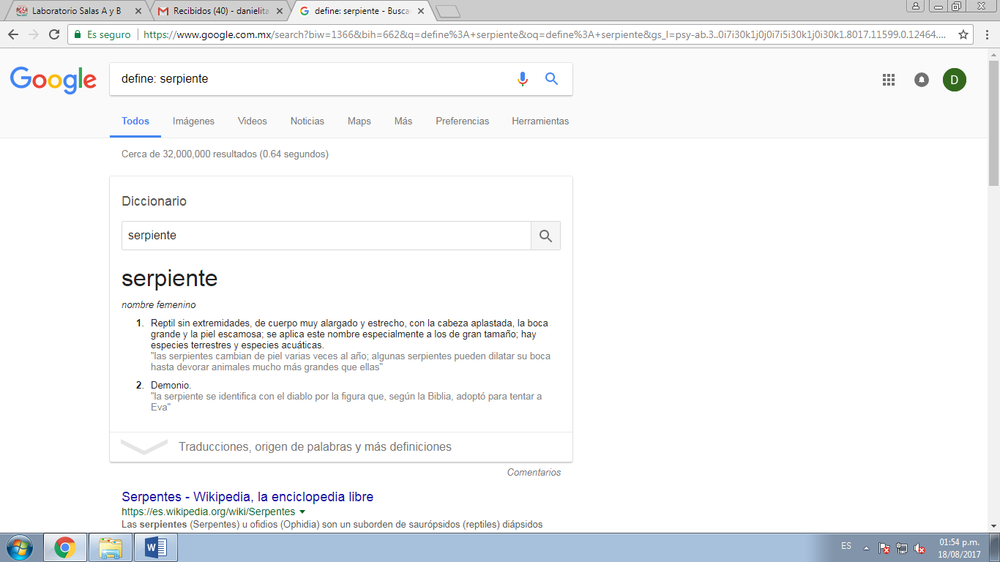 Laboratorio Salas A y B
Recibidos (40) - danielita
define: serpiente - Busca
Es seguro
https://www.google.com.mx/search?biw=1366&bih=662&q=define%3A+serpiente&oq=define%3A+serpiente&gs_l=psy-ab.3..0i7i30k1j0j0i7i5i30k1j0i30k1.8017.11599.0.12464....
Google
define: serpiente
D
Todos
Imágenes
Videos
Noticias
Maps
Más
Preferencias
Herramientas
Cerca de 32,000,000 resultados (0.64 segundos)
Diccionario
serpiente
serpiente
nombre femenino
1. Reptil sin extremidades, de cuerpo muy alargado y estrecho, con la cabeza aplastada, la boca
grande y la piel escamosa; se aplica este nombre especialmente a los de gran tamaño; hay
especies terrestres y especies acuáticas.
"las serpientes cambian de piel varias veces al año; algunas serpientes pueden dilatar su boca
hasta devorar animales mucho más grandes que ellas"
2. Demonio.
"la serpiente se identifica con el diablo por la figura que, según la Biblia, adoptó para tentar a
Eva"
Traducciones, origen de palabras y más definiciones
Comentarios
Serpentes - Wikipedia, la enciclopedia libre
https://es.wikipedia.org/wiki/Serpentes
Las serpientes (Serpentes) u ofidios (Ophidia) son un suborden de saurópsidos (reptiles) diápsidos
ES
01:54 p.m.
18/08/2017